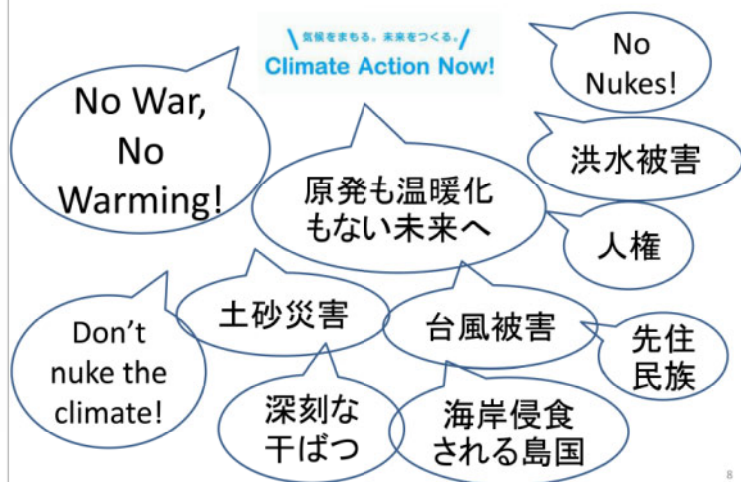 \ 気候をまもる。未来をつくる。/
Climate Action Now!
No
Nukes!
No War,
No
Warming!
洪水被害
原発も温暖化
もない未来へ
人権
土砂災害
台風被害
Don't
nuke the
climate!
先住
民族
深刻な
干ばつ
海岸侵食
される島国
8